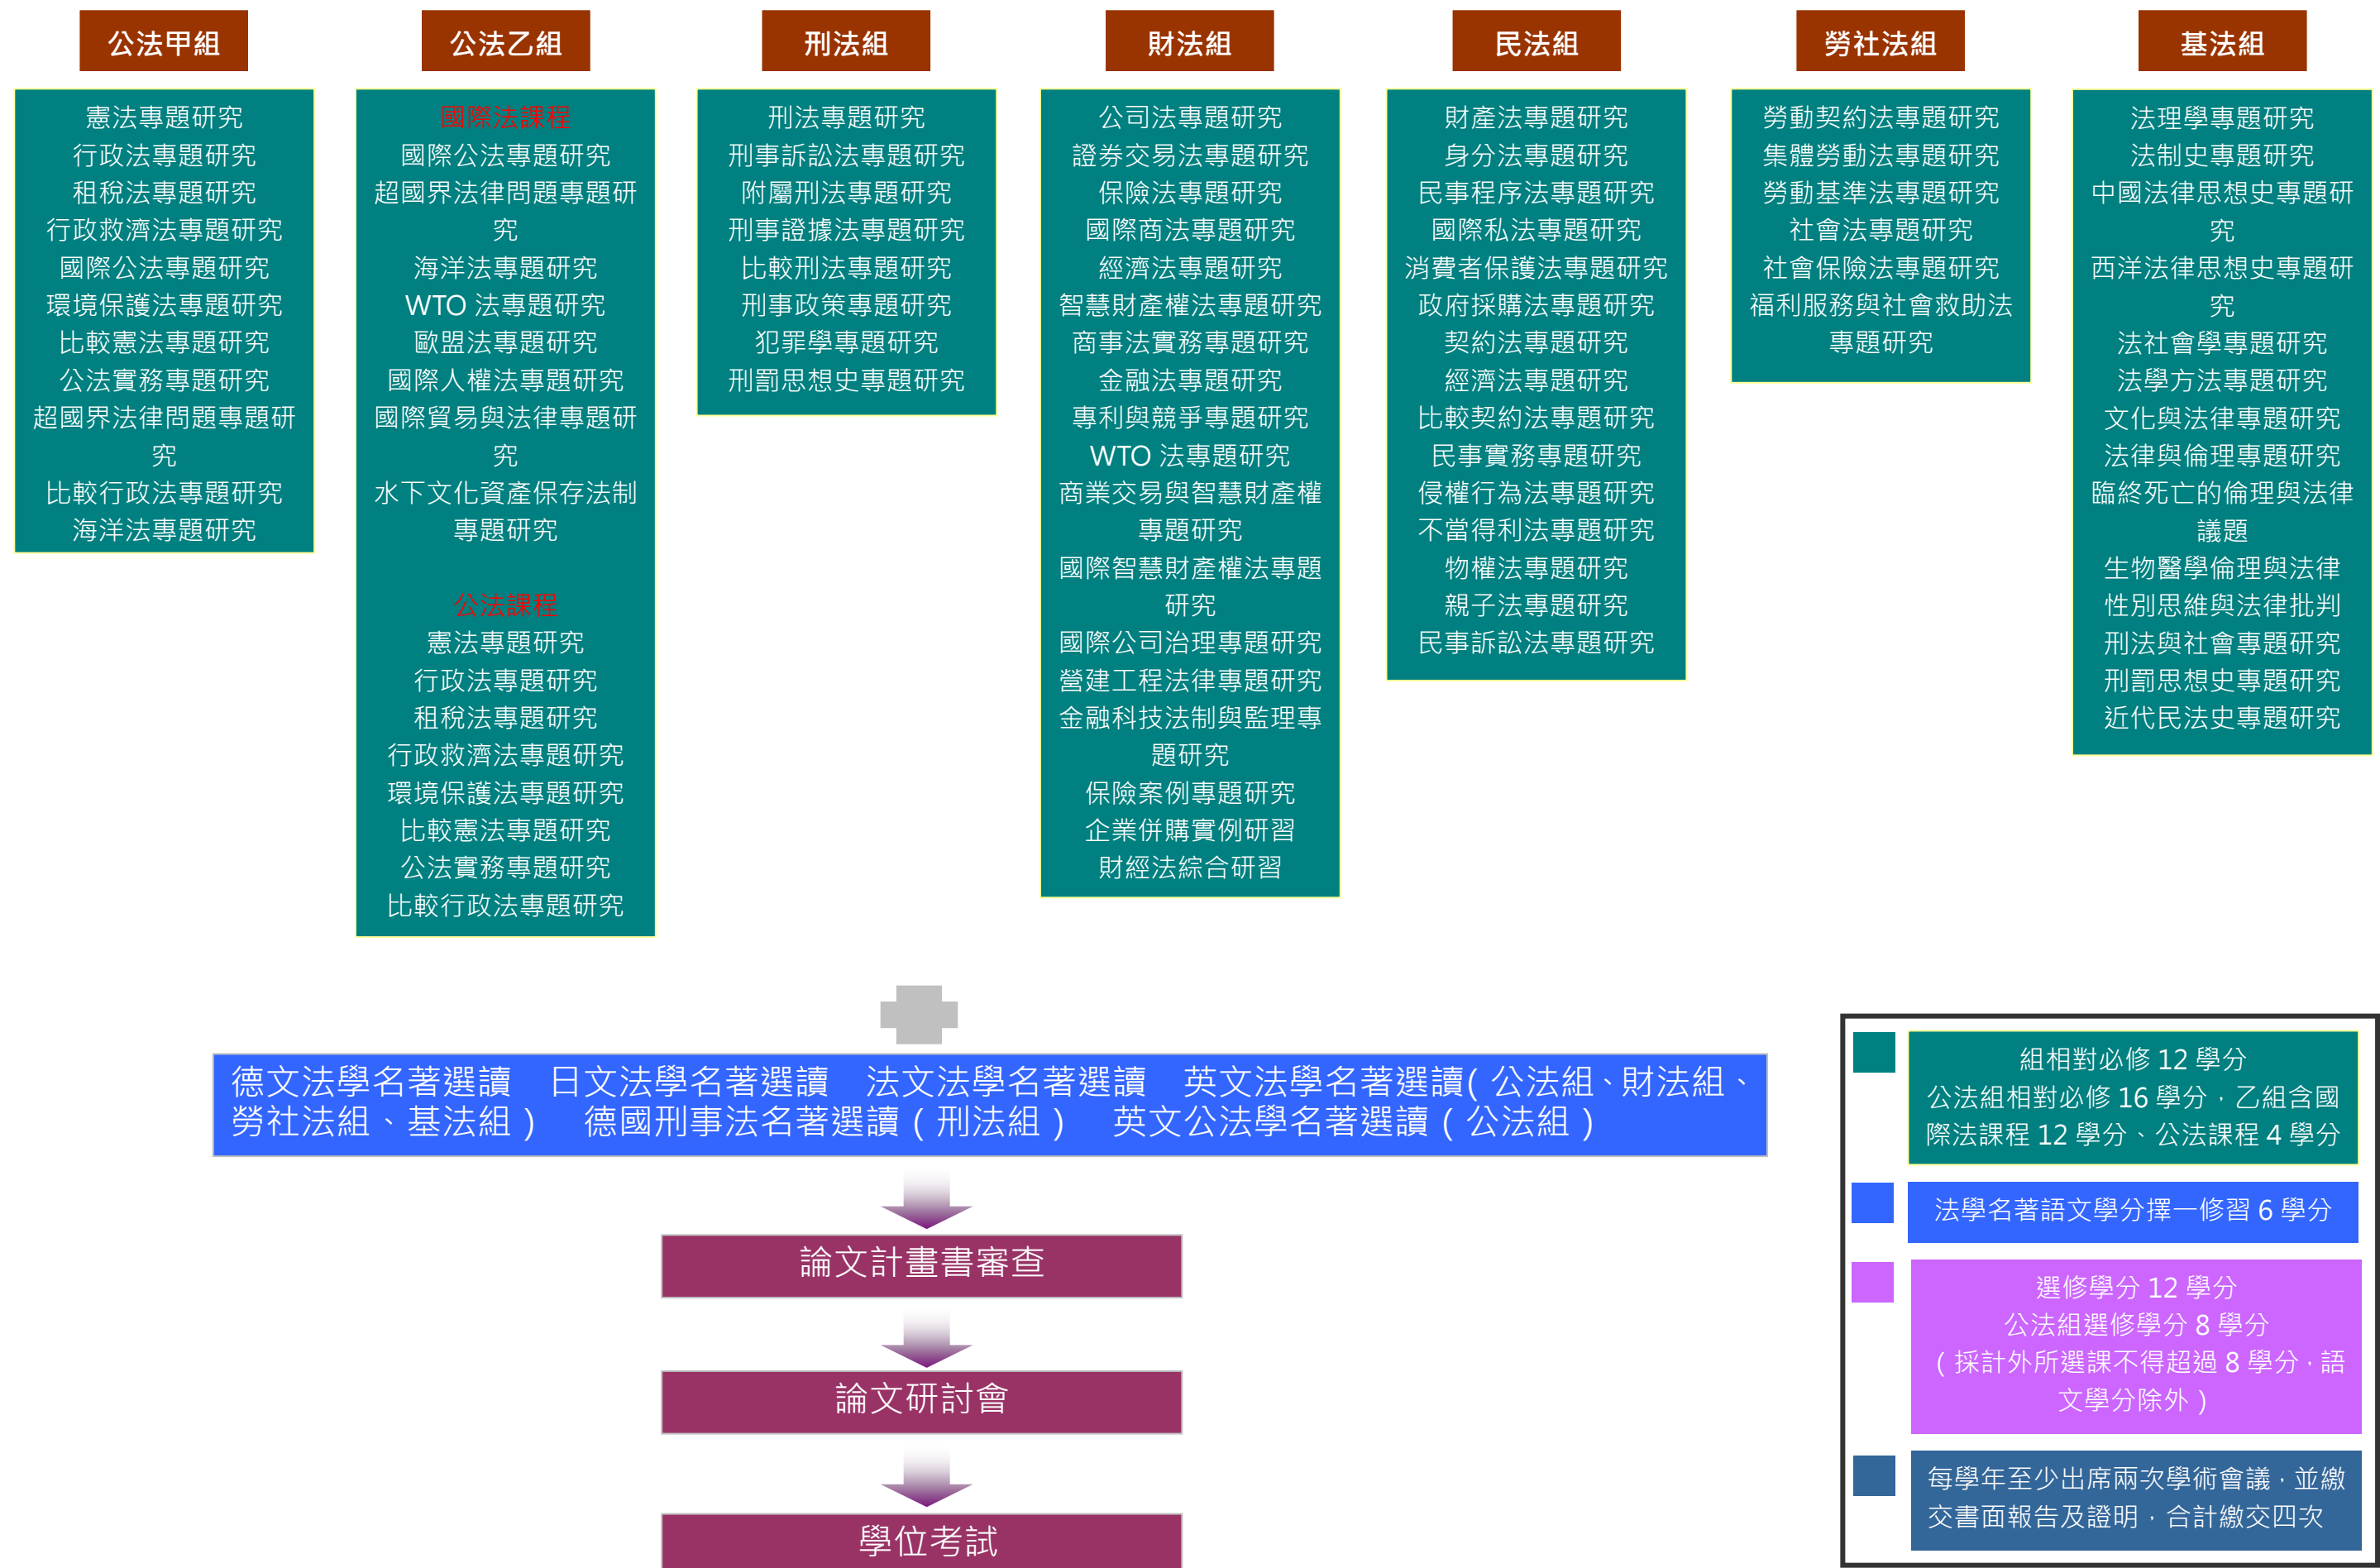 公法甲組
憲法專題研究
行政法專題研究
租稅法專題研究
行政救濟法專題研究
國際公法專題研究
環境保護法專題研究
比較憲法專題研究
公法實務專題研究
超國界法律問題專題研
究
比較行政法專題研究
海洋法專題研究
公法乙組
國際法課程
國際公法專題研究
超國界法律問題專題研
究
海洋法專題研究
WTO 法專題研究
歐盟法專題研究
國際人權法專題研究
國際貿易與法律專題研
究
水下文化資產保存法制
專題研究
公法課程
憲法專題研究
行政法專題研究
租稅法專題研究
行政救濟法專題研究
環境保護法專題研究
比較憲法專題研究
公法實務專題研究
比較行政法專題研究
刑法組
刑法專題研究
刑事訴訟法專題研究
附屬刑法專題研究
刑事證據法專題研究
比較刑法專題研究
刑事政策專題研究
犯罪學專題研究
刑罰思想史專題研究
財法組
公司法專題研究
證券交易法專題研究
保險法專題研究
國際商法專題研究
經濟法專題研究
智慧財產權法專題研究
商事法實務專題研究
金融法專題研究
專利與競爭專題研究
WTO 法專題研究
商業交易與智慧財產權
專題研究
國際智慧財產權法專題
研究
國際公司治理專題研究
營建工程法律專題研究
金融科技法制與監理專
題研究
保險案例專題研究
企業併購實例研習
財經法綜合研習
民法組
財產法專題研究
身分法專題研究
民事程序法專題研究
國際私法專題研究
消費者保護法專題研究
政府採購法專題研究
契約法專題研究
經濟法專題研究
比較契約法專題研究
民事實務專題研究
侵權行為法專題研究
不當得利法專題研究
物權法專題研究
親子法專題研究
民事訴訟法專題研究
勞社法組
勞動契約法專題研究
集體勞動法專題研究
勞動基準法專題研究
社會法專題研究
社會保險法專題研究
福利服務與社會救助法
專題研究
基法組
法理學專題研究
法制史專題研究
中國法律思想史專題研
究
西洋法律思想史專題研
究
法社會學專題研究
法學方法專題研究
文化與法律專題研究
法律與倫理專題研究
臨終死亡的倫理與法律
議題
生物醫學倫理與法律
性別思維與法律批判
刑法與社會專題研究
刑罰思想史專題研究
近代民法史專題研究
德文法學名著選讀　日文法學名著選讀　法文法學名著選讀　英文法學名著選讀(公法組、財法組、
勞社法組、基法組)　德國刑事法名著選讀(刑法組)　英文公法學名著選讀(公法組)
論文計畫書審查
論文研討會
學位考試
組相對必修 12 學分
公法組相對必修 16 學分，乙組含國
際法課程 12 學分、公法課程 4 學分
法學名著語文學分擇一修習 6 學分
選修學分 12 學分
公法組選修學分 8 學分
(採計外所選課不得超過 8 學分，語
文學分除外)
每學年至少出席兩次學術會議，並繳
交書面報告及證明，合計繳交四次